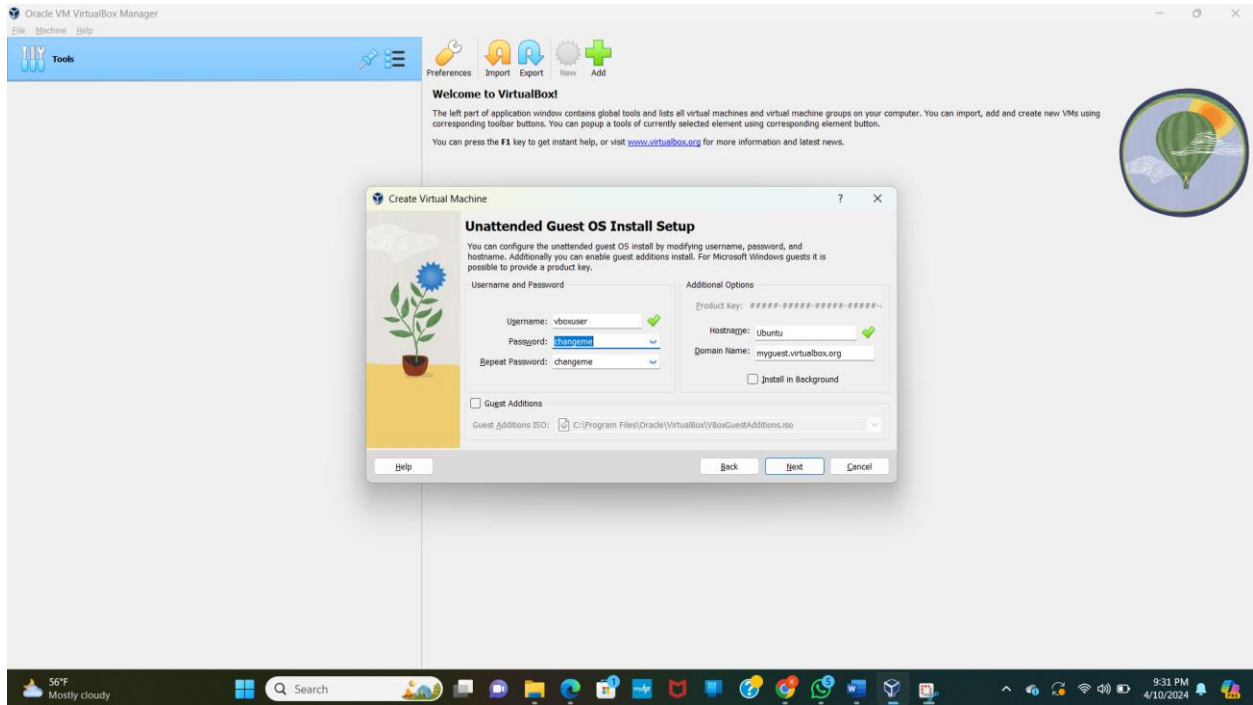 Oracle VM VirtualBox Manager
File Machine Help
Tools
Preferences Import Export New Add
Welcome to VirtualBox!
The left part of application window contains global tools and lists all virtual machines and virtual machine groups on your computer. You can import, add and create new VMs using
corresponding toolbar buttons. You can popup a tools of currently selected element using corresponding element button.
You can press the F1 key to get instant help, or visit www.virtualbox.org for more information and latest news.
Create Virtual Machine
?
Unattended Guest OS Install Setup
You can configure the unattended guest OS install by modifying username, password, and
hostname. Additionally you can enable guest additions install. For Microsoft Windows guests it is
possible to provide a product key.
Username and Password
Username: vboxuser
Password: changeme
Repeat Password: changeme
Additional Options
Product Key: #####-#####-#####-#####-
Hostname: Ubuntu
Domain Name: myguest.virtualbox.org
Install in Background
Guest Additions
Guest Additions ISO: C:\Program Files\Oracle\VirtualBox\VBoxGuestAdditions.iso
Help Back Next Cancel
56°F
Mostly cloudy
Search
9:31 PM
4/10/2024